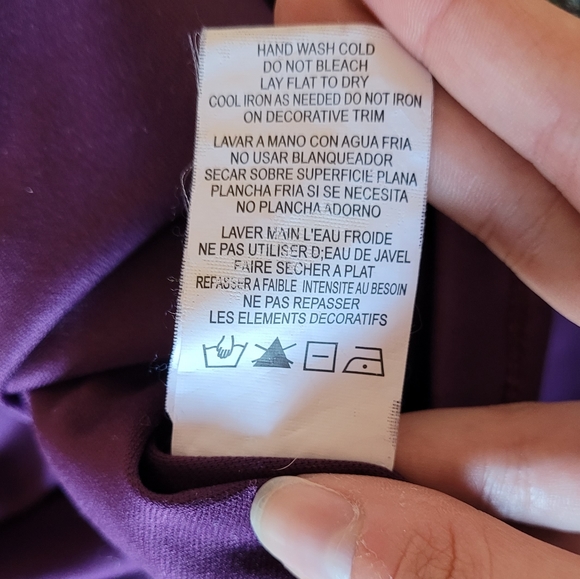 HAND WASH COLD
DO NOT BLEACH
LAY FLAT TO DRY
COOL IRON AS NEEDED DO NOT IRON
ON DECORATIVE TRIM
LAVAR A MANO CON AGUA FRIA
NO USAR BLANQUEADOR
SECAR SOBRE SUPERFICIE PLANA
PLANCHA FRIA SI SE NECESITA
NO PLANCHA ADORNO
LAVER MAIN L'EAU FROIDE
NE PAS UTILISER D;EAU DE JAVEL
FAIRE SECHER A PLAT
REPASSER A FAIBLE INTENSITE AU BESOIN
NE PAS REPASSER
LES ELEMENTS DECORATIFS